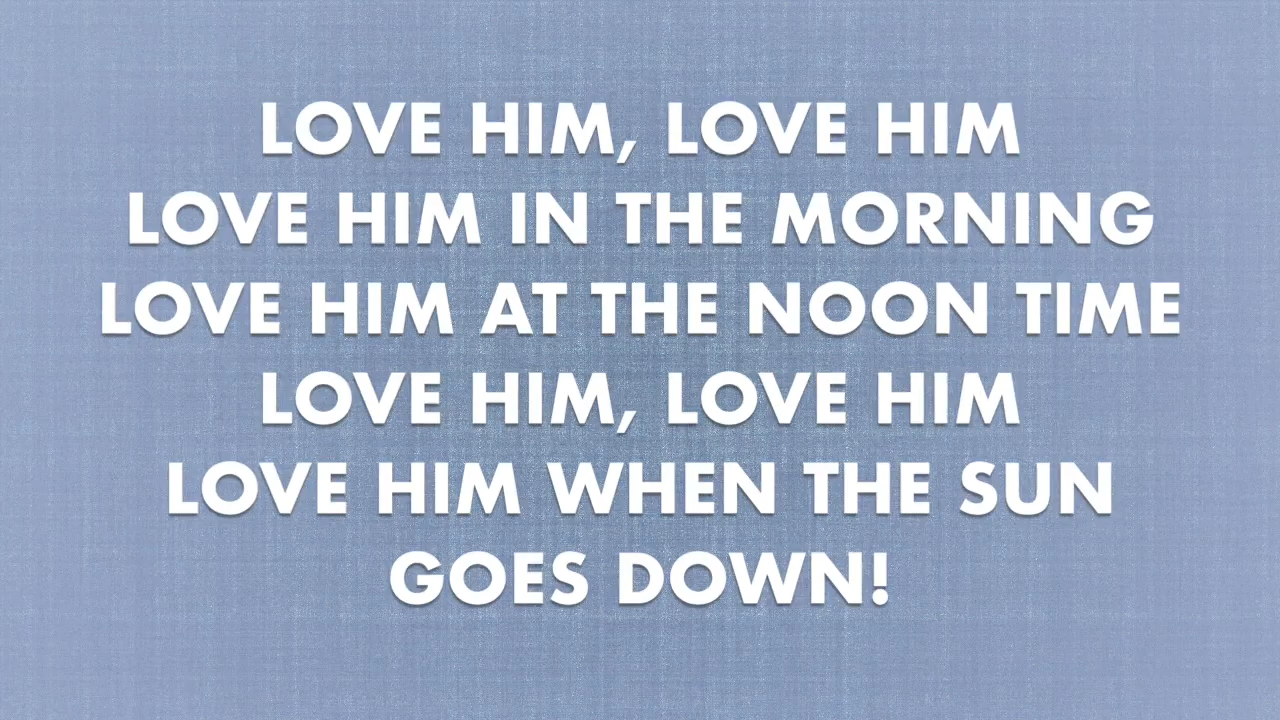 LOVE HIM, LOVE HIM
LOVE HIM IN THE MORNING
LOVE HIM AT THE NOON TIME
LOVE HIM, LOVE HIM
LOVE HIM WHEN THE SUN
GOES DOWN!